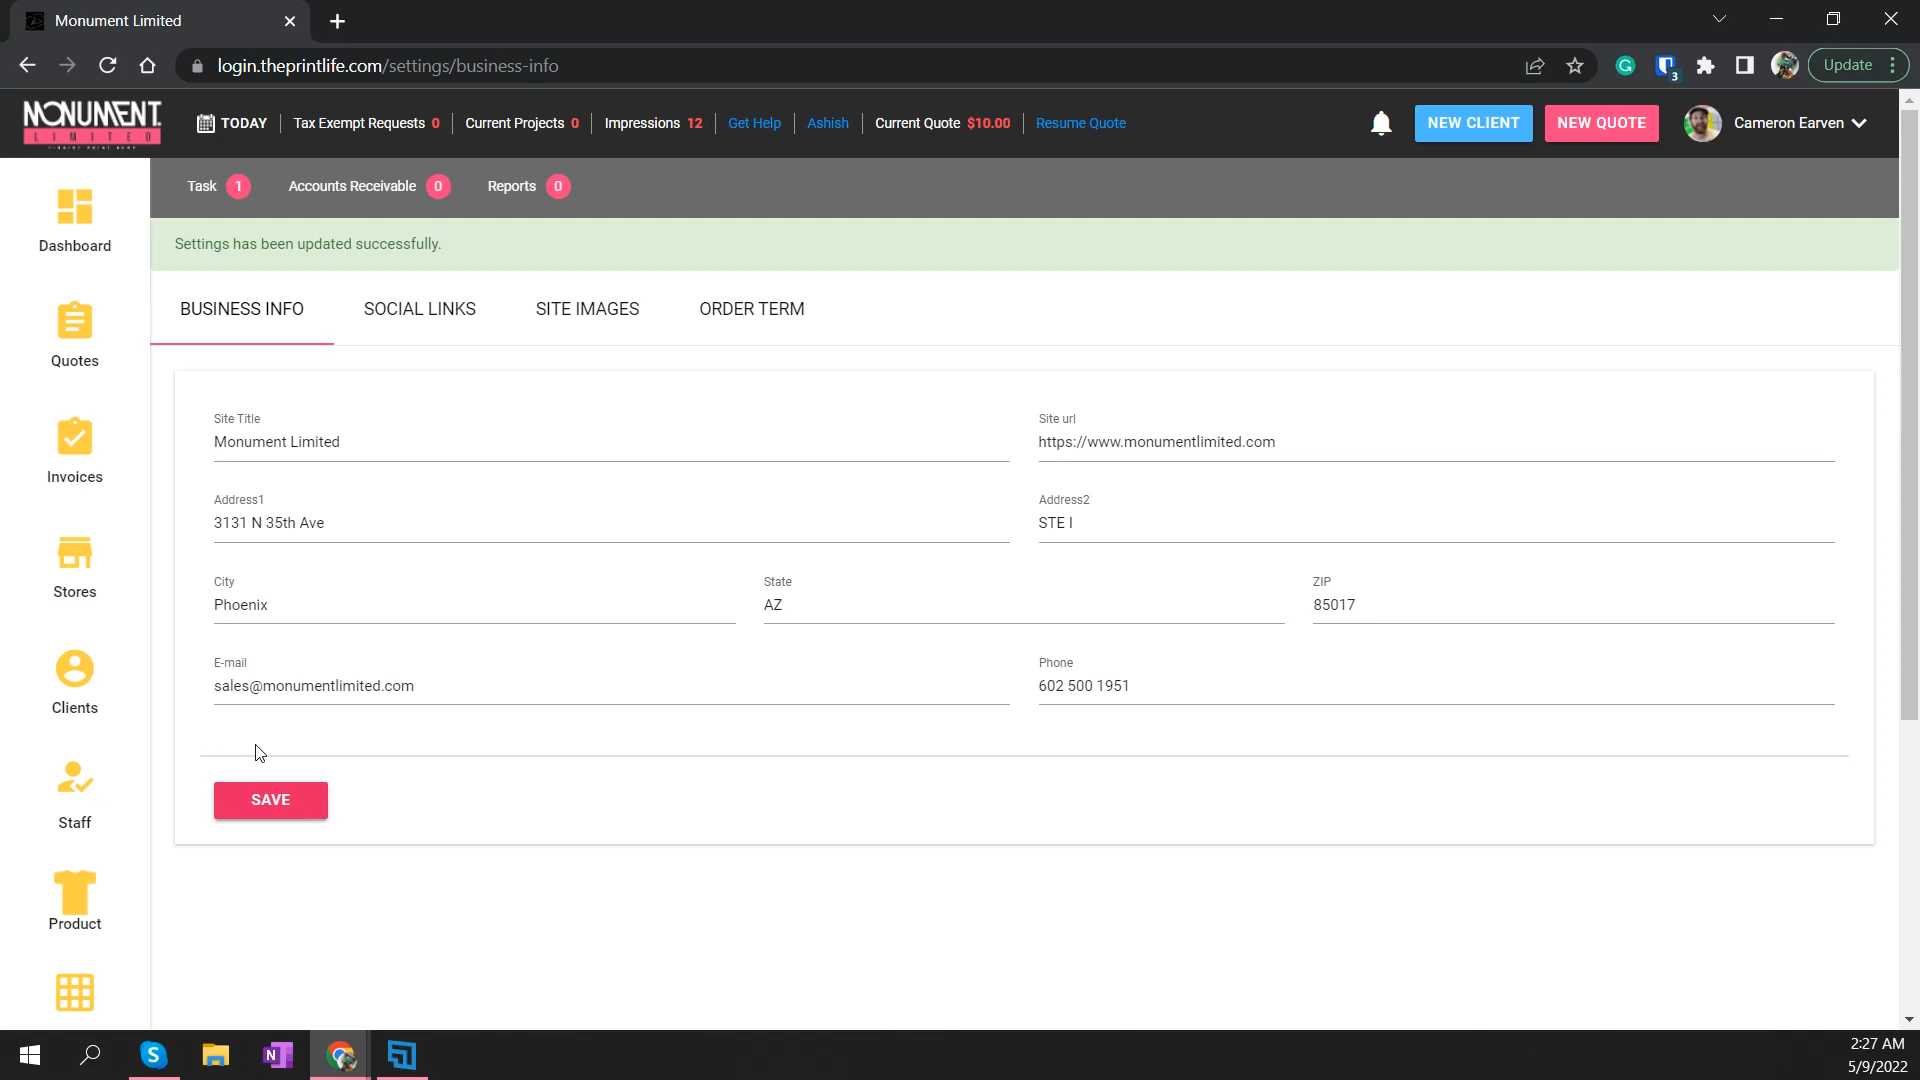 Monument Limited
login.theprintlife.com/settings/business-info
3
Update
MONUMENT
LIMITED
TODAY
Tax Exempt Requests 0
Current Projects 0
Impressions 12
Get Help
Ashish
Current Quote $10.00
Resume Quote
NEW CLIENT
NEW QUOTE
Cameron Earven
Task 1
Accounts Receivable 0
Reports 0
Settings has been updated successfully.
BUSINESS INFO
SOCIAL LINKS
SITE IMAGES
ORDER TERM
Dashboard
Quotes
Invoices
Stores
Clients
Staff
Product
Site Title
Monument Limited
Site url
https://www.monumentlimited.com
Address1
3131 N 35th Ave
Address2
STE I
City
Phoenix
State
AZ
ZIP
85017
E-mail
sales@monumentlimited.com
Phone
602 500 1951
SAVE
S
N
2:27 AM
5/9/2022